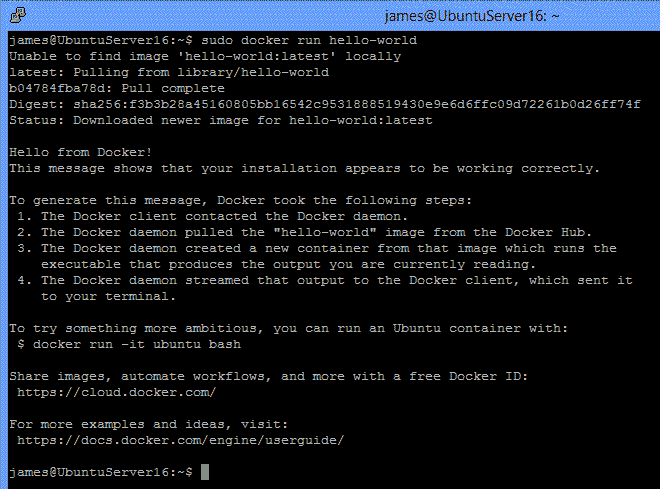 james@UbuntuServer16: ~
james@UbuntuServer16:~$ sudo docker run hello-world
Unable to find image 'hello-world:latest' locally
latest: Pulling from library/hello-world
b04784fba78d: Pull complete
Digest: sha256:f3b3b28a45160805bb16542c9531888519430e9e6d6ffc09d72261b0d26ff74f
Status: Downloaded newer image for hello-world:latest
Hello from Docker!
This message shows that your installation appears to be working correctly.
To generate this message, Docker took the following steps:
1. The Docker client contacted the Docker daemon.
2. The Docker daemon pulled the "hello-world" image from the Docker Hub.
3. The Docker daemon created a new container from that image which runs the
executable that produces the output you are currently reading.
4. The Docker daemon streamed that output to the Docker client, which sent it
to your terminal.
To try something more ambitious, you can run an Ubuntu container with:
$ docker run -it ubuntu bash
Share images, automate workflows, and more with a free Docker ID:
https://cloud.docker.com/
For more examples and ideas, visit:
https://docs.docker.com/engine/userguide/
james@UbuntuServer16:~$